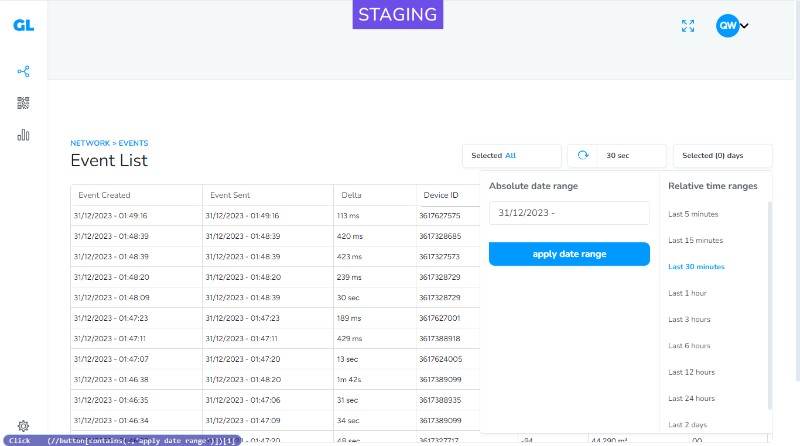 STAGING
GL
QW
NETWORK > EVENTS
Event List
Selected All
30 sec
Selected (0) days
Event Created Event Sent Delta Device ID
31/12/2023 - 01:49:16 31/12/2023 - 01:49:16 113 ms 3617627575
31/12/2023 - 01:48:39 31/12/2023 - 01:48:39 420 ms 3617328685
31/12/2023 - 01:48:39 31/12/2023 - 01:48:39 423 ms 3617327573
31/12/2023 - 01:48:20 31/12/2023 - 01:48:20 239 ms 3617328729
31/12/2023 - 01:48:09 31/12/2023 - 01:48:39 30 sec 3617328729
31/12/2023 - 01:47:23 31/12/2023 - 01:47:23 189 ms 3617627001
31/12/2023 - 01:47:11 31/12/2023 - 01:47:11 429 ms 3617388918
31/12/2023 - 01:47:07 31/12/2023 - 01:47:20 13 sec 3617624005
31/12/2023 - 01:46:38 31/12/2023 - 01:48:20 1m 42s 3617389099
31/12/2023 - 01:46:35 31/12/2023 - 01:47:06 31 sec 3617388935
31/12/2023 - 01:46:34 31/12/2023 - 01:47:09 34 sec 3617389099
Absolute date range
31/12/2023 -
apply date range
Relative time ranges
Last 5 minutes
Last 15 minutes
Last 30 minutes
Last 1 hour
Last 3 hours
Last 6 hours
Last 12 hours
Last 24 hours
Last 2 days
Click (//button[contains(., "apply date range")])[1]